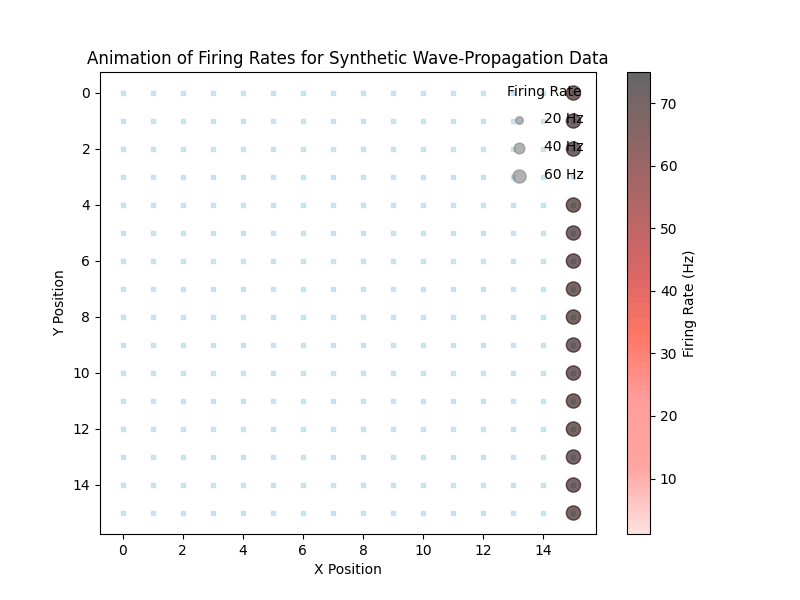 Animation of Firing Rates for Synthetic Wave-Propagation Data
Firing Rate
20 Hz
40 Hz
60 Hz
0
2
4
6
8
10
12
14
Y Position
0 2 4 6 8 10 12 14
X Position
70
60
50
40
30
20
10
Firing Rate (Hz)